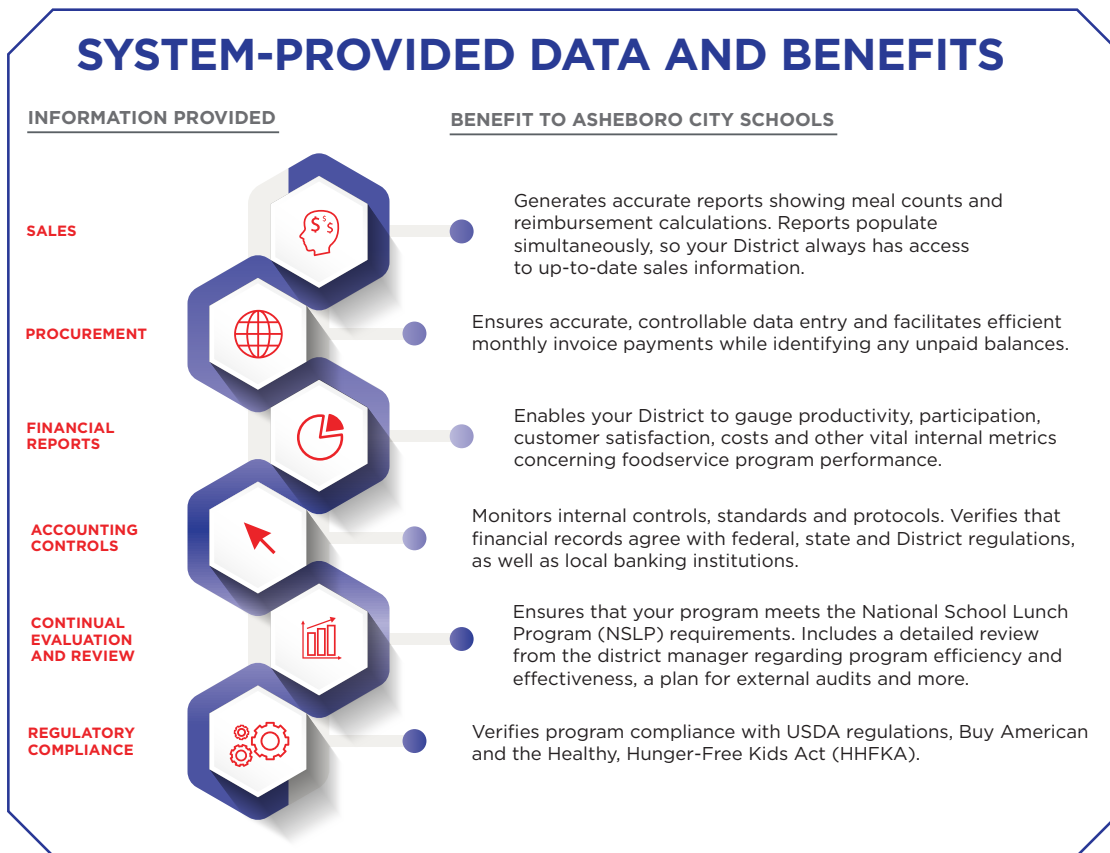 SYSTEM-PROVIDED DATA AND BENEFITS
INFORMATION PROVIDED
BENEFIT TO ASHEBORO CITY SCHOOLS
SALES
Generates accurate reports showing meal counts and
reimbursement calculations. Reports populate
simultaneously, so your District always has access
to up-to-date sales information.
$ $ $
PROCUREMENT
Ensures accurate, controllable data entry and facilitates efficient
monthly invoice payments while identifying any unpaid balances.
FINANCIAL
REPORTS
Enables your District to gauge productivity, participation,
customer satisfaction, costs and other vital internal metrics
concerning foodservice program performance.
ACCOUNTING
CONTROLS
Monitors internal controls, standards and protocols. Verifies that
financial records agree with federal, state and District regulations,
as well as local banking institutions.
CONTINUAL
EVALUATION
AND REVIEW
Ensures that your program meets the National School Lunch
Program (NSLP) requirements. Includes a detailed review
from the district manager regarding program efficiency and
effectiveness, a plan for external audits and more.
REGULATORY
COMPLIANCE
Verifies program compliance with USDA regulations, Buy American
and the Healthy, Hunger-Free Kids Act (HHFKA).